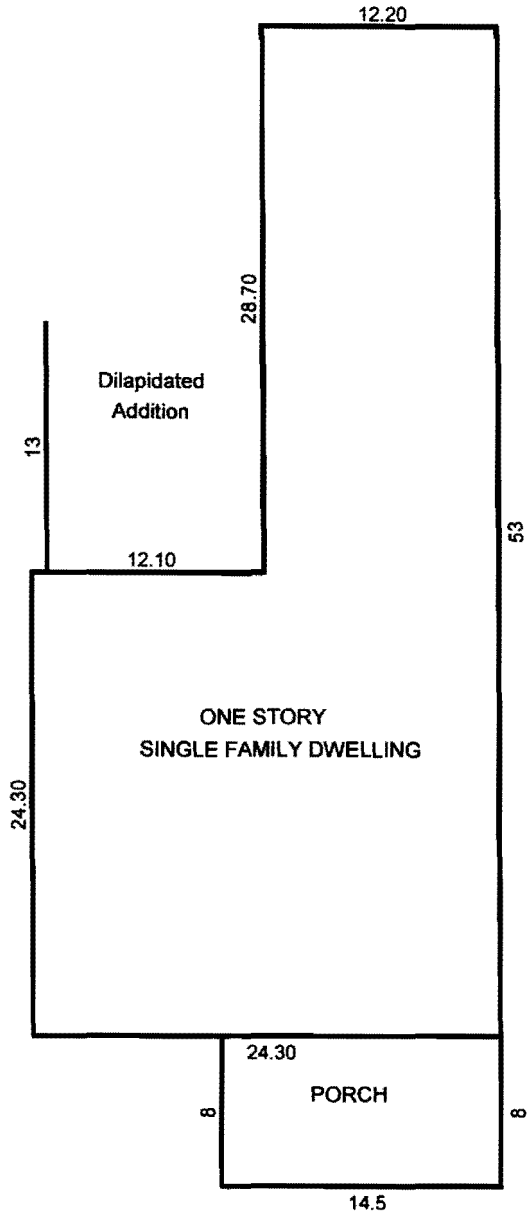 12.20
28.70
Dilapidated
Addition
13
53
12.10
ONE STORY
SINGLE FAMILY DWELLING
24.30
24.30
PORCH
8
8
14.5